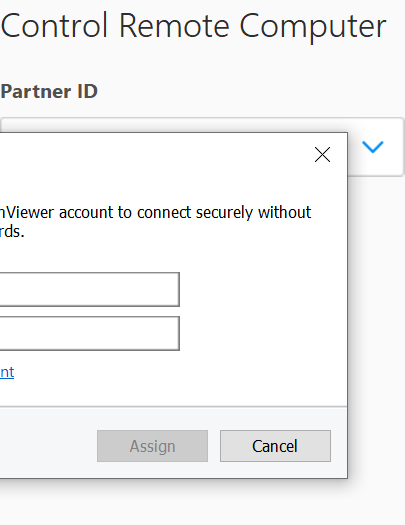 Control Remote Computer
Partner ID
nViewer account to connect securely without
rds.
nt
Assign
Cancel